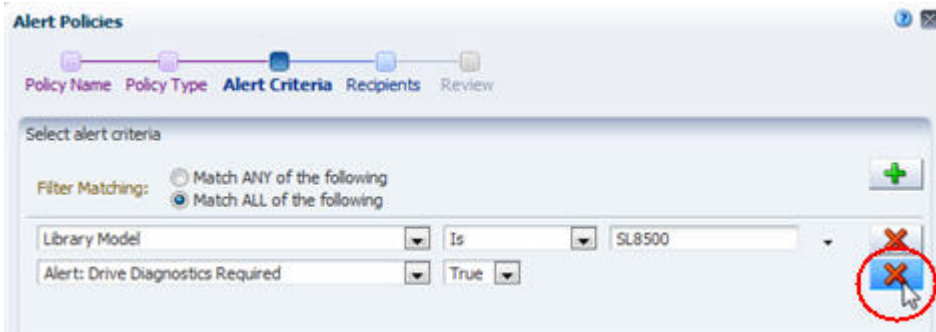 Alert Policies
Policy Name Policy Type Alert Criteria Recipients Review
Select alert criteria
Filter Matching:
Match ANY of the following
Match ALL of the following
Library Model Is SL8500
Alert: Drive Diagnostics Required True